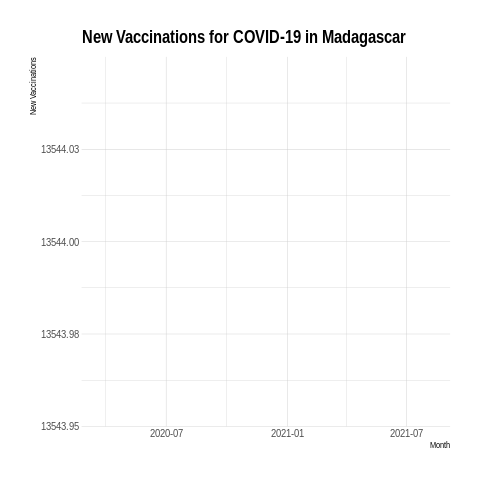 New Vaccinations for COVID-19 in Madagascar
New Vaccinations
13544.03
13544.00
13543.98
13543.95
2020-07 2021-01 2021-07
Month